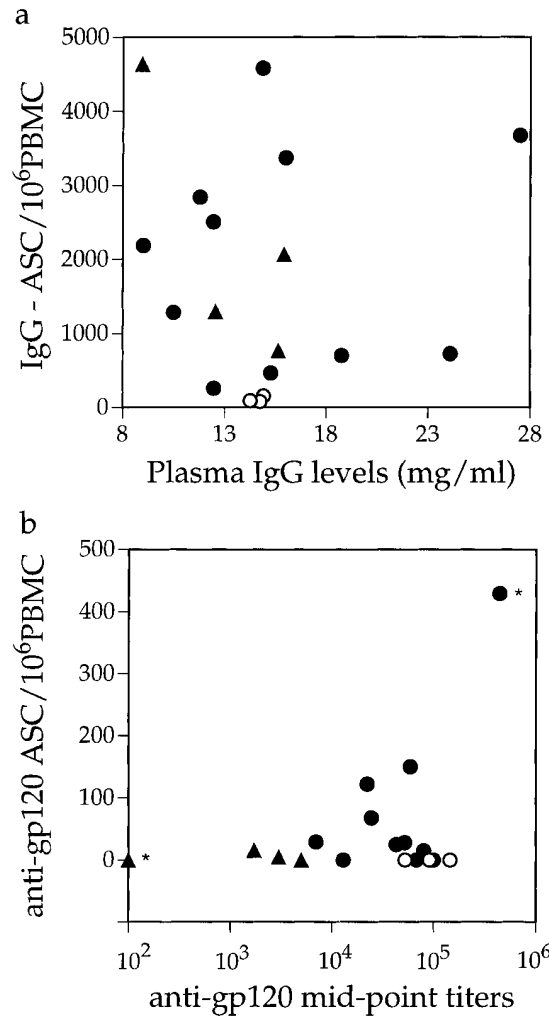 a
5000
4000
3000
2000
1000
0
IgG - ASC/10⁶PBMC
8 13 18 23 28
Plasma IgG levels (mg/ml)
b
500
400
300
200
100
0
anti-gp120 ASC/10⁶PBMC
*
*
10² 10³ 10⁴ 10⁵ 10⁶
anti-gp120 mid-point titers